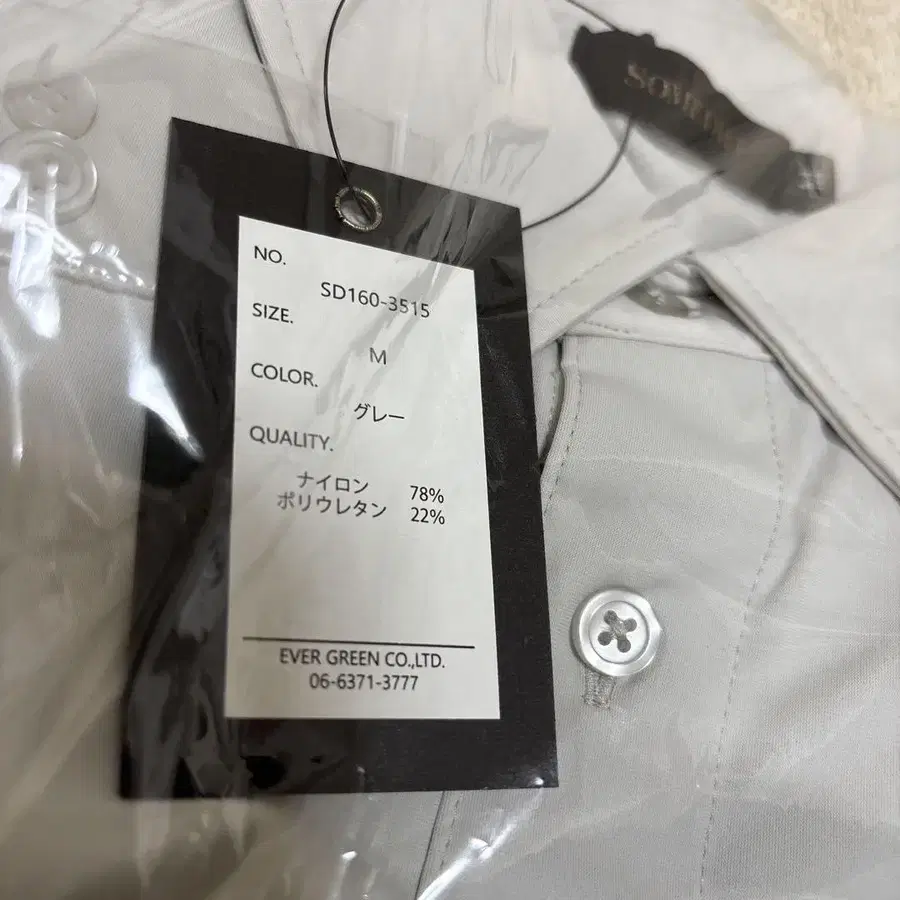 NO.
SD160-3515
SIZE.
M
COLOR.
グレー
QUALITY.
ナイロン 78%
ポリウレタン 22%
EVER GREEN CO.,LTD.
06-6371-3777